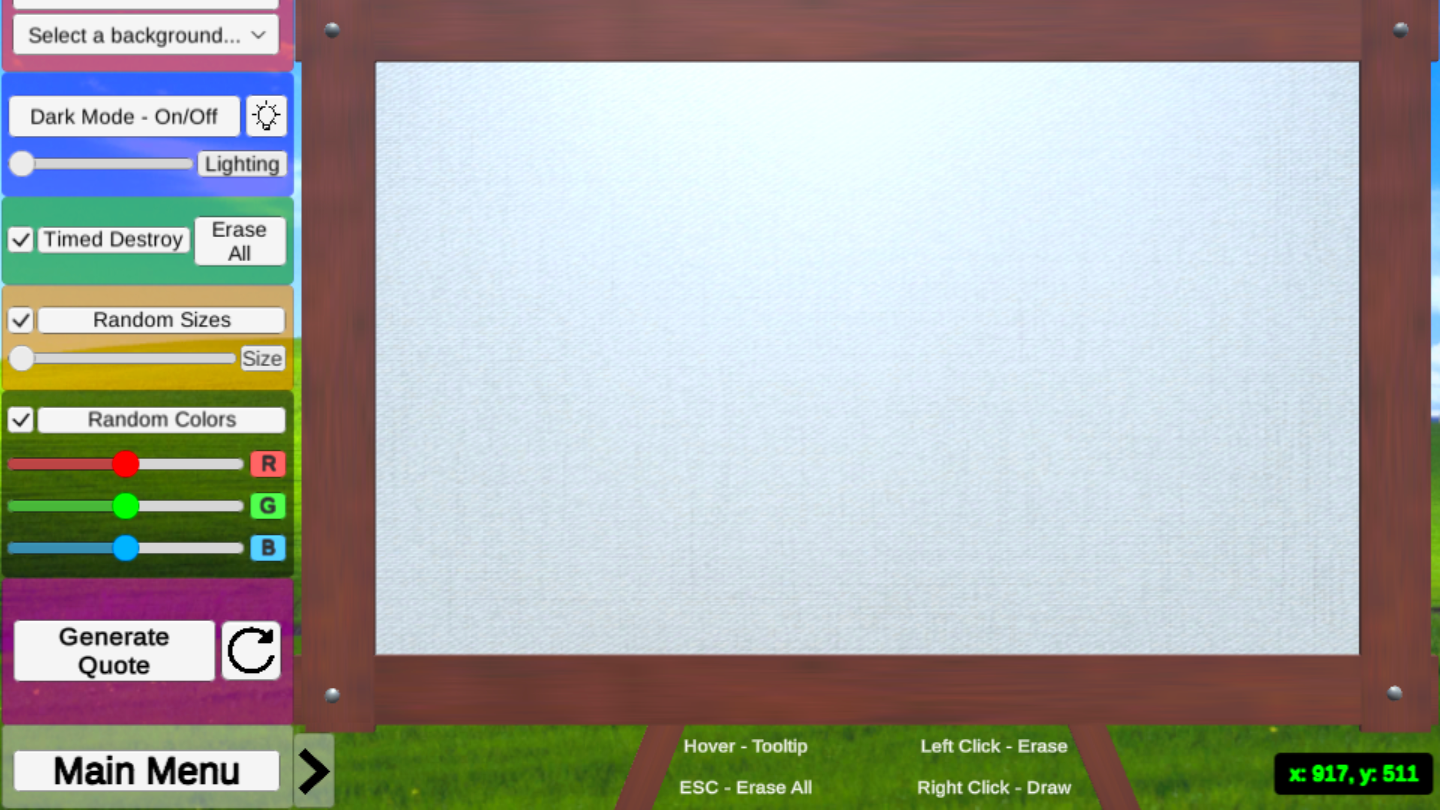 Select a background...
Dark Mode - On/Off
Lighting
Timed Destroy
Erase
All
Random Sizes
Size
Random Colors
R
G
B
Generate
Quote
Main Menu
Hover - Tooltip
Left Click - Erase
ESC - Erase All
Right Click - Draw
x: 917, y: 511